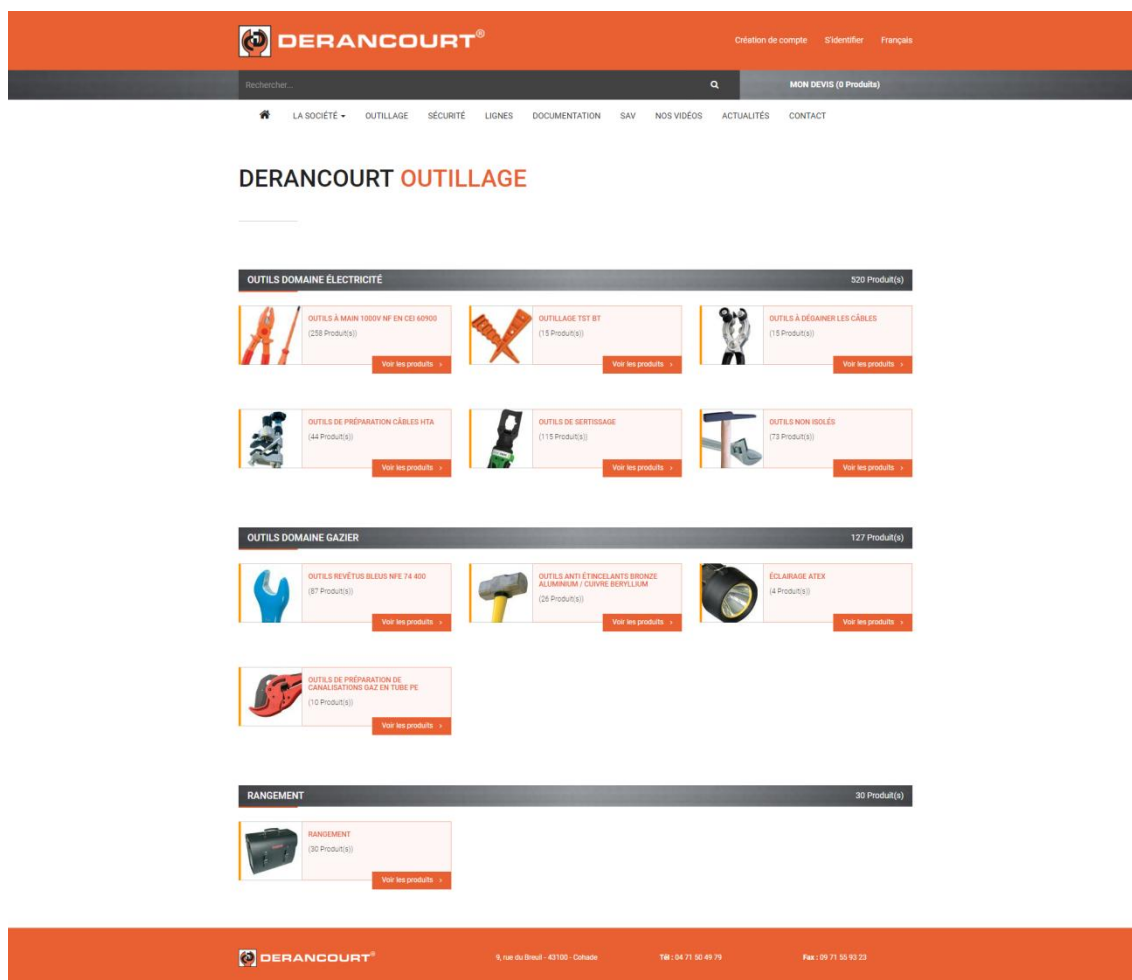 DERANCOURT®
Création de compte S'identifier Français
Rechercher... MON DEVIS (0 Produits)
LA SOCIÉTÉ OUTILLAGE SÉCURITÉ LIGNES DOCUMENTATION SAV NOS VIDÉOS ACTUALITÉS CONTACT
DERANCOURT OUTILLAGE
OUTILS DOMAINE ÉLECTRICITÉ 520 Produit(s)
OUTILS À MAIN 1000V NF EN CEI 60900
(258 Produit(s))
Voir les produits >
OUTILLAGE TST BT
(15 Produit(s))
Voir les produits >
OUTILS À DÉGAINER LES CÂBLES
(15 Produit(s))
Voir les produits >
OUTILS DE PRÉPARATION CÂBLES HTA
(44 Produit(s))
Voir les produits >
OUTILS DE SERTISSAGE
(115 Produit(s))
Voir les produits >
OUTILS NON ISOLÉS
(73 Produit(s))
Voir les produits >
OUTILS DOMAINE GAZIER 127 Produit(s)
OUTILS REVÊTUS BLEUS NFE 74 400
(87 Produit(s))
Voir les produits >
OUTILS ANTI ÉTINCELANTS BRONZE
ALUMINIUM / CUIVRE BERYLLIUM
(26 Produit(s))
Voir les produits >
ÉCLAIRAGE ATEX
(4 Produit(s))
Voir les produits >
OUTILS DE PRÉPARATION DE
CANALISATIONS GAZ EN TUBE PE
(10 Produit(s))
Voir les produits >
RANGEMENT 30 Produit(s)
RANGEMENT
(30 Produit(s))
Voir les produits >
DERANCOURT® 9, rue du Breuil - 43100 - Cohade Tél : 04 71 50 49 79 Fax : 09 71 55 93 23